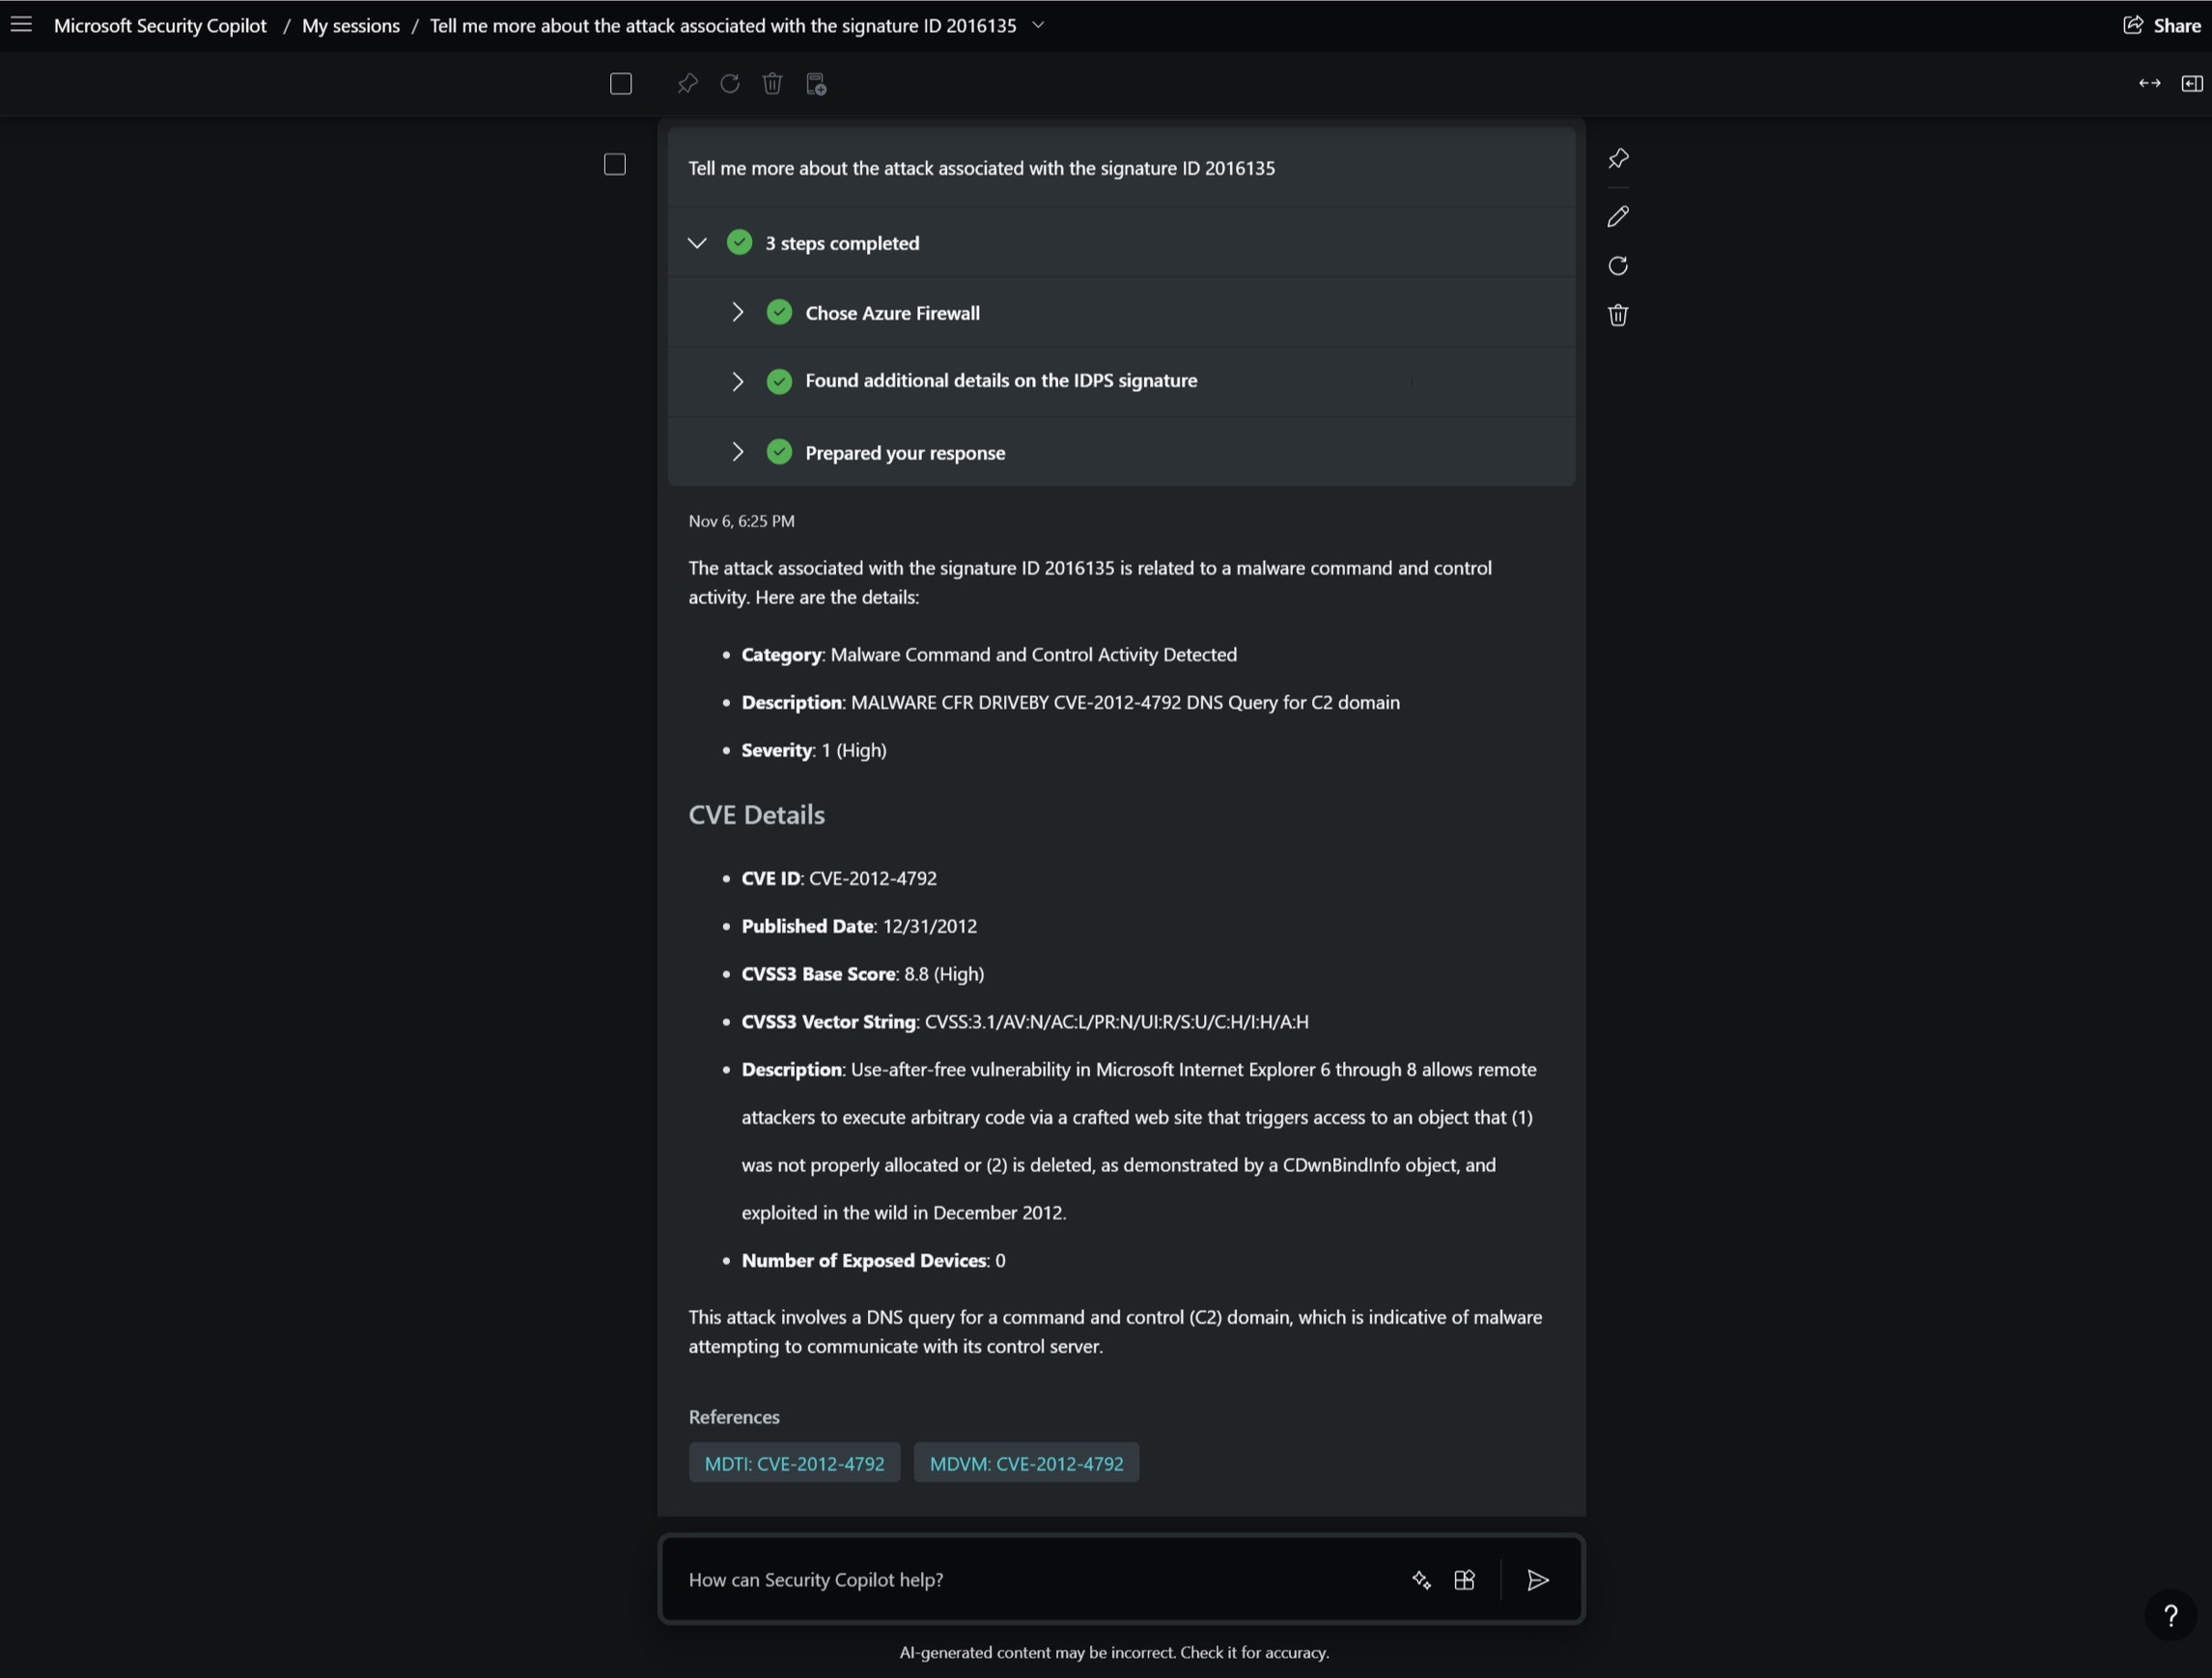 Microsoft Security Copilot / My sessions / Tell me more about the attack associated with the signature ID 2016135
Share
Tell me more about the attack associated with the signature ID 2016135
3 steps completed
Chose Azure Firewall
Found additional details on the IDPS signature
Prepared your response
Nov 6, 6:25 PM
The attack associated with the signature ID 2016135 is related to a malware command and control
activity. Here are the details:
• Category: Malware Command and Control Activity Detected
• Description: MALWARE CFR DRIVEBY CVE-2012-4792 DNS Query for C2 domain
• Severity: 1 (High)
CVE Details
• CVE ID: CVE-2012-4792
• Published Date: 12/31/2012
• CVSS3 Base Score: 8.8 (High)
• CVSS3 Vector String: CVSS:3.1/AV:N/AC:L/PR:N/UI:R/S:U/C:H/I:H/A:H
• Description: Use-after-free vulnerability in Microsoft Internet Explorer 6 through 8 allows remote
attackers to execute arbitrary code via a crafted web site that triggers access to an object that (1)
was not properly allocated or (2) is deleted, as demonstrated by a CDwnBindInfo object, and
exploited in the wild in December 2012.
• Number of Exposed Devices: 0
This attack involves a DNS query for a command and control (C2) domain, which is indicative of malware
attempting to communicate with its control server.
References
MDTI: CVE-2012-4792 MDVM: CVE-2012-4792
How can Security Copilot help?
?
AI-generated content may be incorrect. Check it for accuracy.